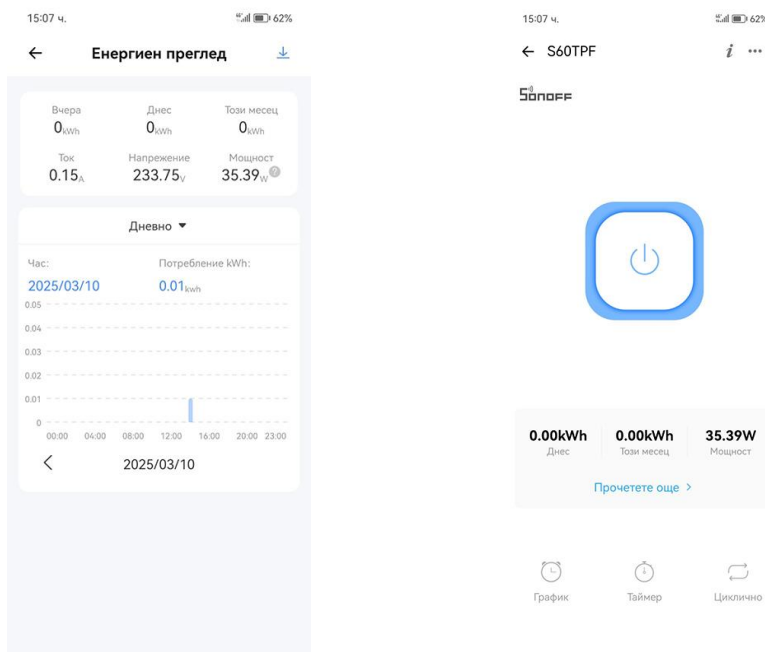 15:07 ч.
62%
Енергиен преглед
Вчера Днес Този месец
0kWh 0kWh 0kWh
Ток Напрежение Мощност
0.15A 233.75V 35.39W ?
Дневно
Час: Потребление kWh:
2025/03/10 0.01kwh
0.05
0.04
0.03
0.02
0.01
0
00:00 04:00 08:00 12:00 16:00 20:00 23:00
2025/03/10
15:07 ч.
62%
S60TPF i
SONOFF
0.00kWh 0.00kWh 35.39W
Днес Този месец Мощност
Прочетете още
График Таймер Циклично